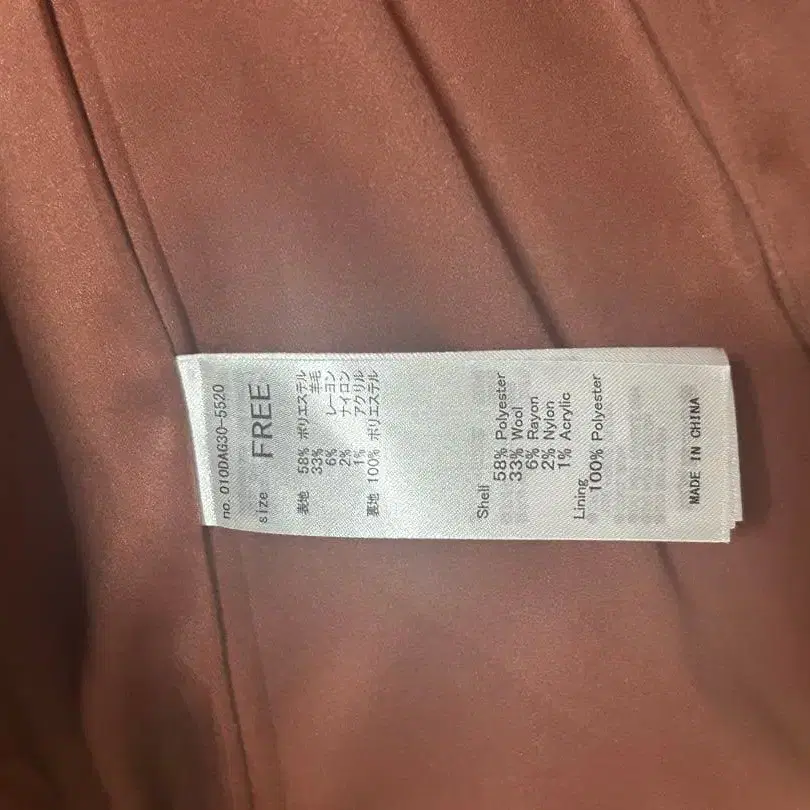 no. 010DAG30-5520
size FREE
表地 58% ポリエステル
33% 羊毛
6% レーヨン
2% ナイロン
1% アクリル
裏地 100% ポリエステル
Shell
58% Polyester
33% Wool
6% Rayon
2% Nylon
1% Acrylic
Lining
100% Polyester
MADE IN CHINA